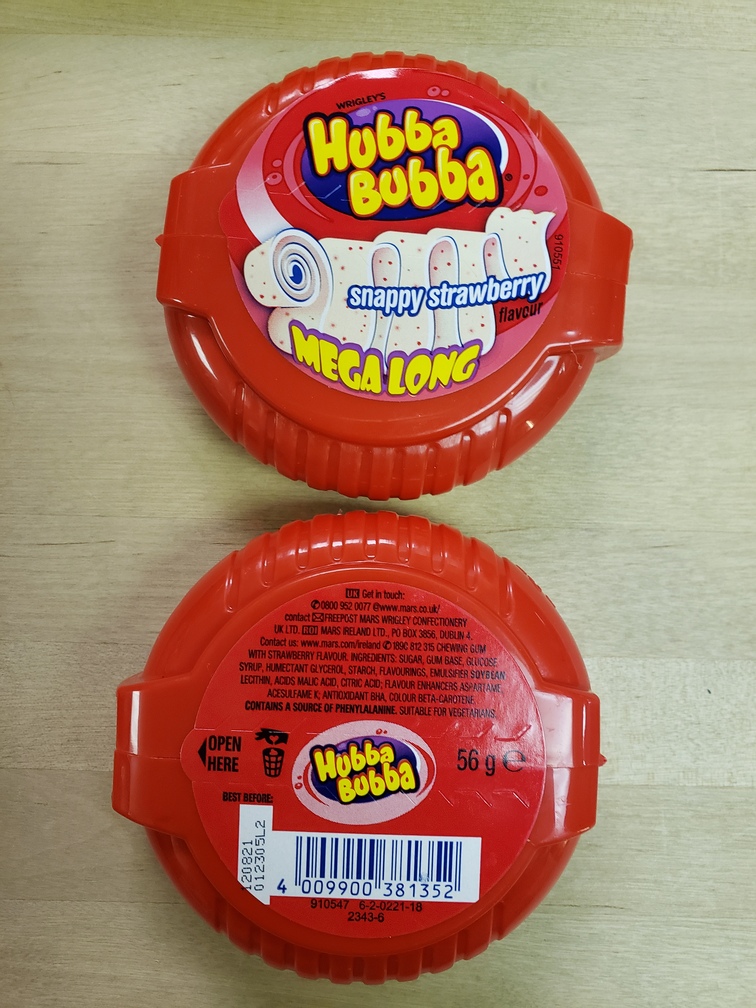 WRIGLEY'S
Hubba
Bubba®
910551
snappy strawberry
flavour
MEGA LONG
UK Get in touch:
✆0800 952 0077 @www.mars.co.uk/
contact ✉FREEPOST MARS WRIGLEY CONFECTIONERY
UK LTD. ROI MARS IRELAND LTD., PO BOX 3856, DUBLIN 4,
Contact us: www.mars.com/ireland ✆1890 812 315 CHEWING GUM
WITH STRAWBERRY FLAVOUR. INGREDIENTS: SUGAR, GUM BASE, GLUCOSE
SYRUP, HUMECTANT GLYCEROL, STARCH, FLAVOURINGS, EMULSIFIER SOYBEAN
LECITHIN, ACIDS MALIC ACID, CITRIC ACID; FLAVOUR ENHANCERS ASPARTAME,
ACESULFAME K; ANTIOXIDANT BHA, COLOUR BETA-CAROTENE.
CONTAINS A SOURCE OF PHENYLALANINE. SUITABLE FOR VEGETARIANS.
OPEN
HERE
Hubba
Bubba
56 g ℮
BEST BEFORE:
120821
012305L2
4 009900 381352
910547 6-2-0221-18
2343-6